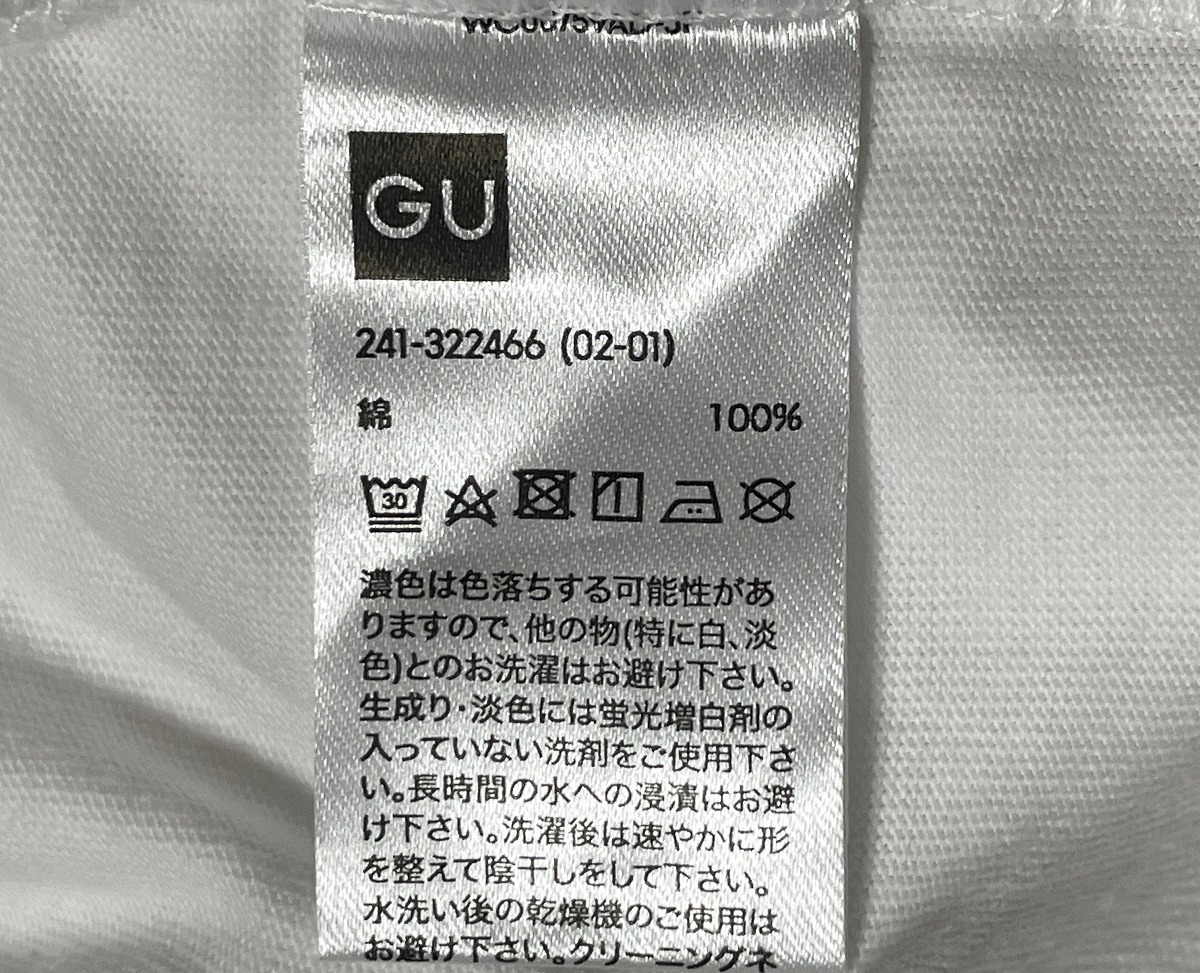 GU
241-322466 (02-01)
綿 100%
30
濃色は色落ちする可能性があ
りますので、他の物(特に白、淡
色)とのお洗濯はお避け下さい。
生成り・淡色には蛍光増白剤の
入っていない洗剤をご使用下さ
い。長時間の水への浸漬はお避
け下さい。洗濯後は速やかに形
を整えて陰干しをして下さい。
水洗い後の乾燥機のご使用は
お避け下さい。クリーニングネ